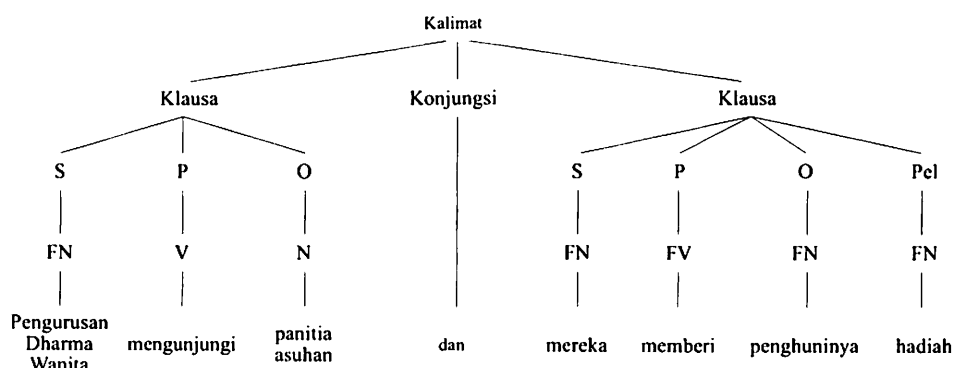 Kalimat
Klausa Konjungsi Klausa
S P O S P O Pel
FN V N FN FV FN FN
Pengurusan
Dharma
Wanita
mengunjungi
panitia
asuhan
dan
mereka
memberi
penghuninya
hadiah